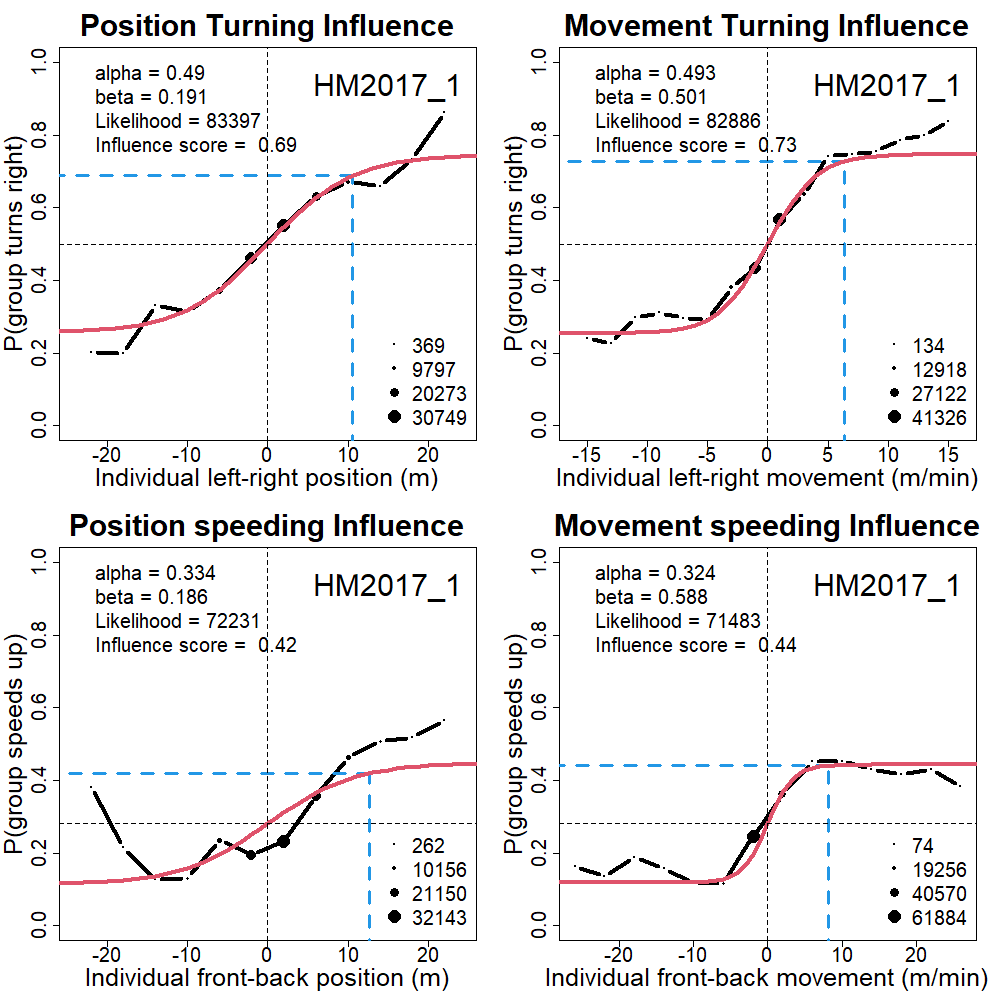 Position Turning Influence
alpha = 0.49
beta = 0.191
Likelihood = 83397
Influence score =  0.69
HM2017_1
P(group turns right)
0.0
0.2
0.4
0.6
0.8
1.0
369
9797
20273
30749
-20
-10
0
10
20
Individual left-right position (m)
Movement Turning Influence
alpha = 0.493
beta = 0.501
Likelihood = 82886
Influence score =  0.73
HM2017_1
P(group turns right)
0.0
0.2
0.4
0.6
0.8
1.0
134
12918
27122
41326
-15
-10
-5
0
5
10
15
Individual left-right movement (m/min)
Position speeding Influence
alpha = 0.334
beta = 0.186
Likelihood = 72231
Influence score =  0.42
HM2017_1
P(group speeds up)
0.0
0.2
0.4
0.6
0.8
1.0
262
10156
21150
32143
-20
-10
0
10
20
Individual front-back position (m)
Movement speeding Influence
alpha = 0.324
beta = 0.588
Likelihood = 71483
Influence score =  0.44
HM2017_1
P(group speeds up)
0.0
0.2
0.4
0.6
0.8
1.0
74
19256
40570
61884
-20
-10
0
10
20
Individual front-back movement (m/min)